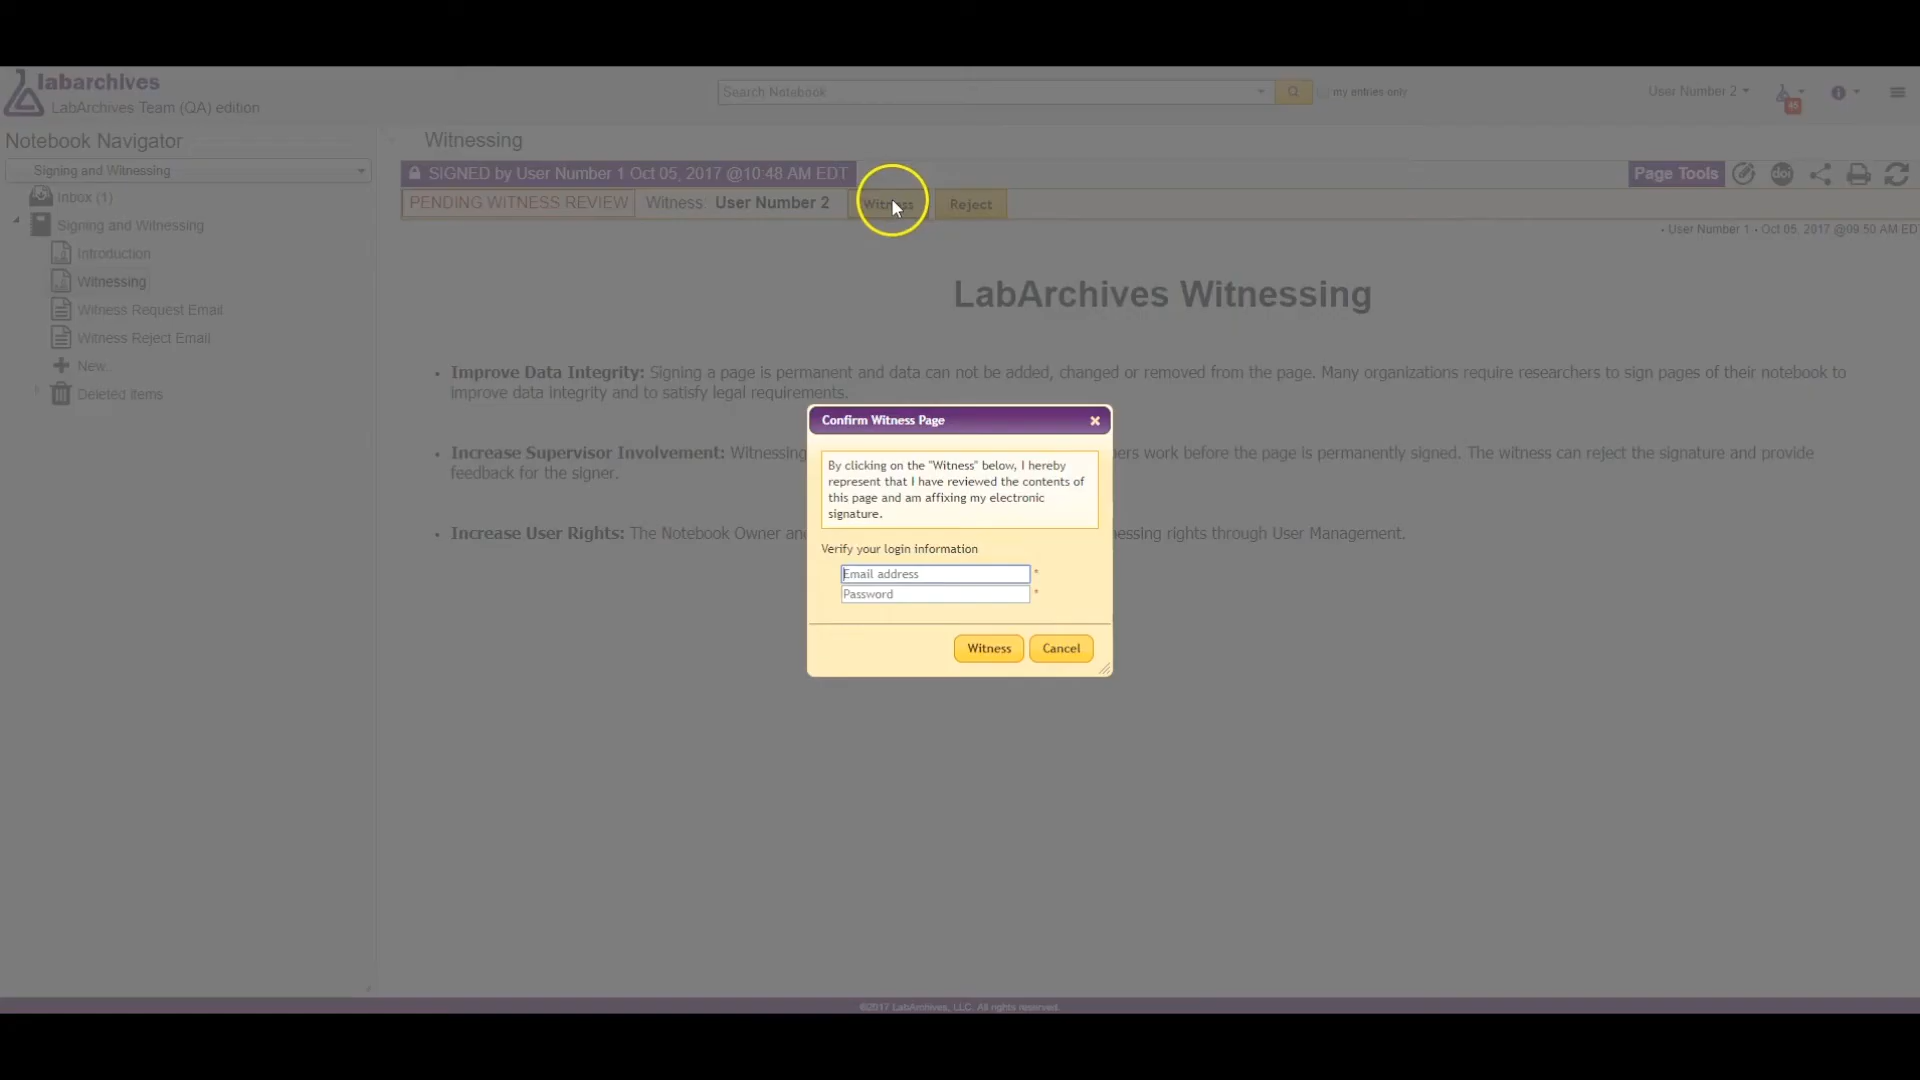 labarchives
LabArchives Team (QA) edition
Search Notebook
my entries only
User Number 2
45
Notebook Navigator
Signing and Witnessing
Inbox (1)
Signing and Witnessing
Introduction
Witnessing
Witness Request Email
Witness Reject Email
New..
Deleted Items
Witnessing
SIGNED by User Number 1 Oct 05, 2017 @10:48 AM EDT
Page Tools
doi
PENDING WITNESS REVIEW Witness: User Number 2 Witness Reject
- User Number 1 - Oct 05, 2017 @09:50 AM ED
LabArchives Witnessing
• Improve Data Integrity: Signing a page is permanent and data can not be added, changed or removed from the page. Many organizations require researchers to sign pages of their notebook to
improve data integrity and to satisfy legal requirements.
• Increase Supervisor Involvement: Witnessing ers work before the page is permanently signed. The witness can reject the signature and provide
feedback for the signer.
• Increase User Rights: The Notebook Owner and nessing rights through User Management.
Confirm Witness Page
By clicking on the "Witness" below, I hereby
represent that I have reviewed the contents of
this page and am affixing my electronic
signature.
Verify your login information
Email address *
Password *
Witness Cancel
©2017 LabArchives, LLC. All rights reserved.